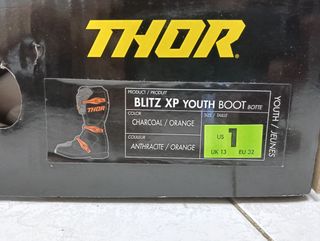 THOR
PRODUCT / PRODUIT
BLITZ XP YOUTH BOOT BOTTE
COLOR
SIZE / TAILLE
CHARCOAL / ORANGE
COULEUR
ANTHRACITE / ORANGE
US 1
UK 13 EU 32
YOUTH / JEUNES